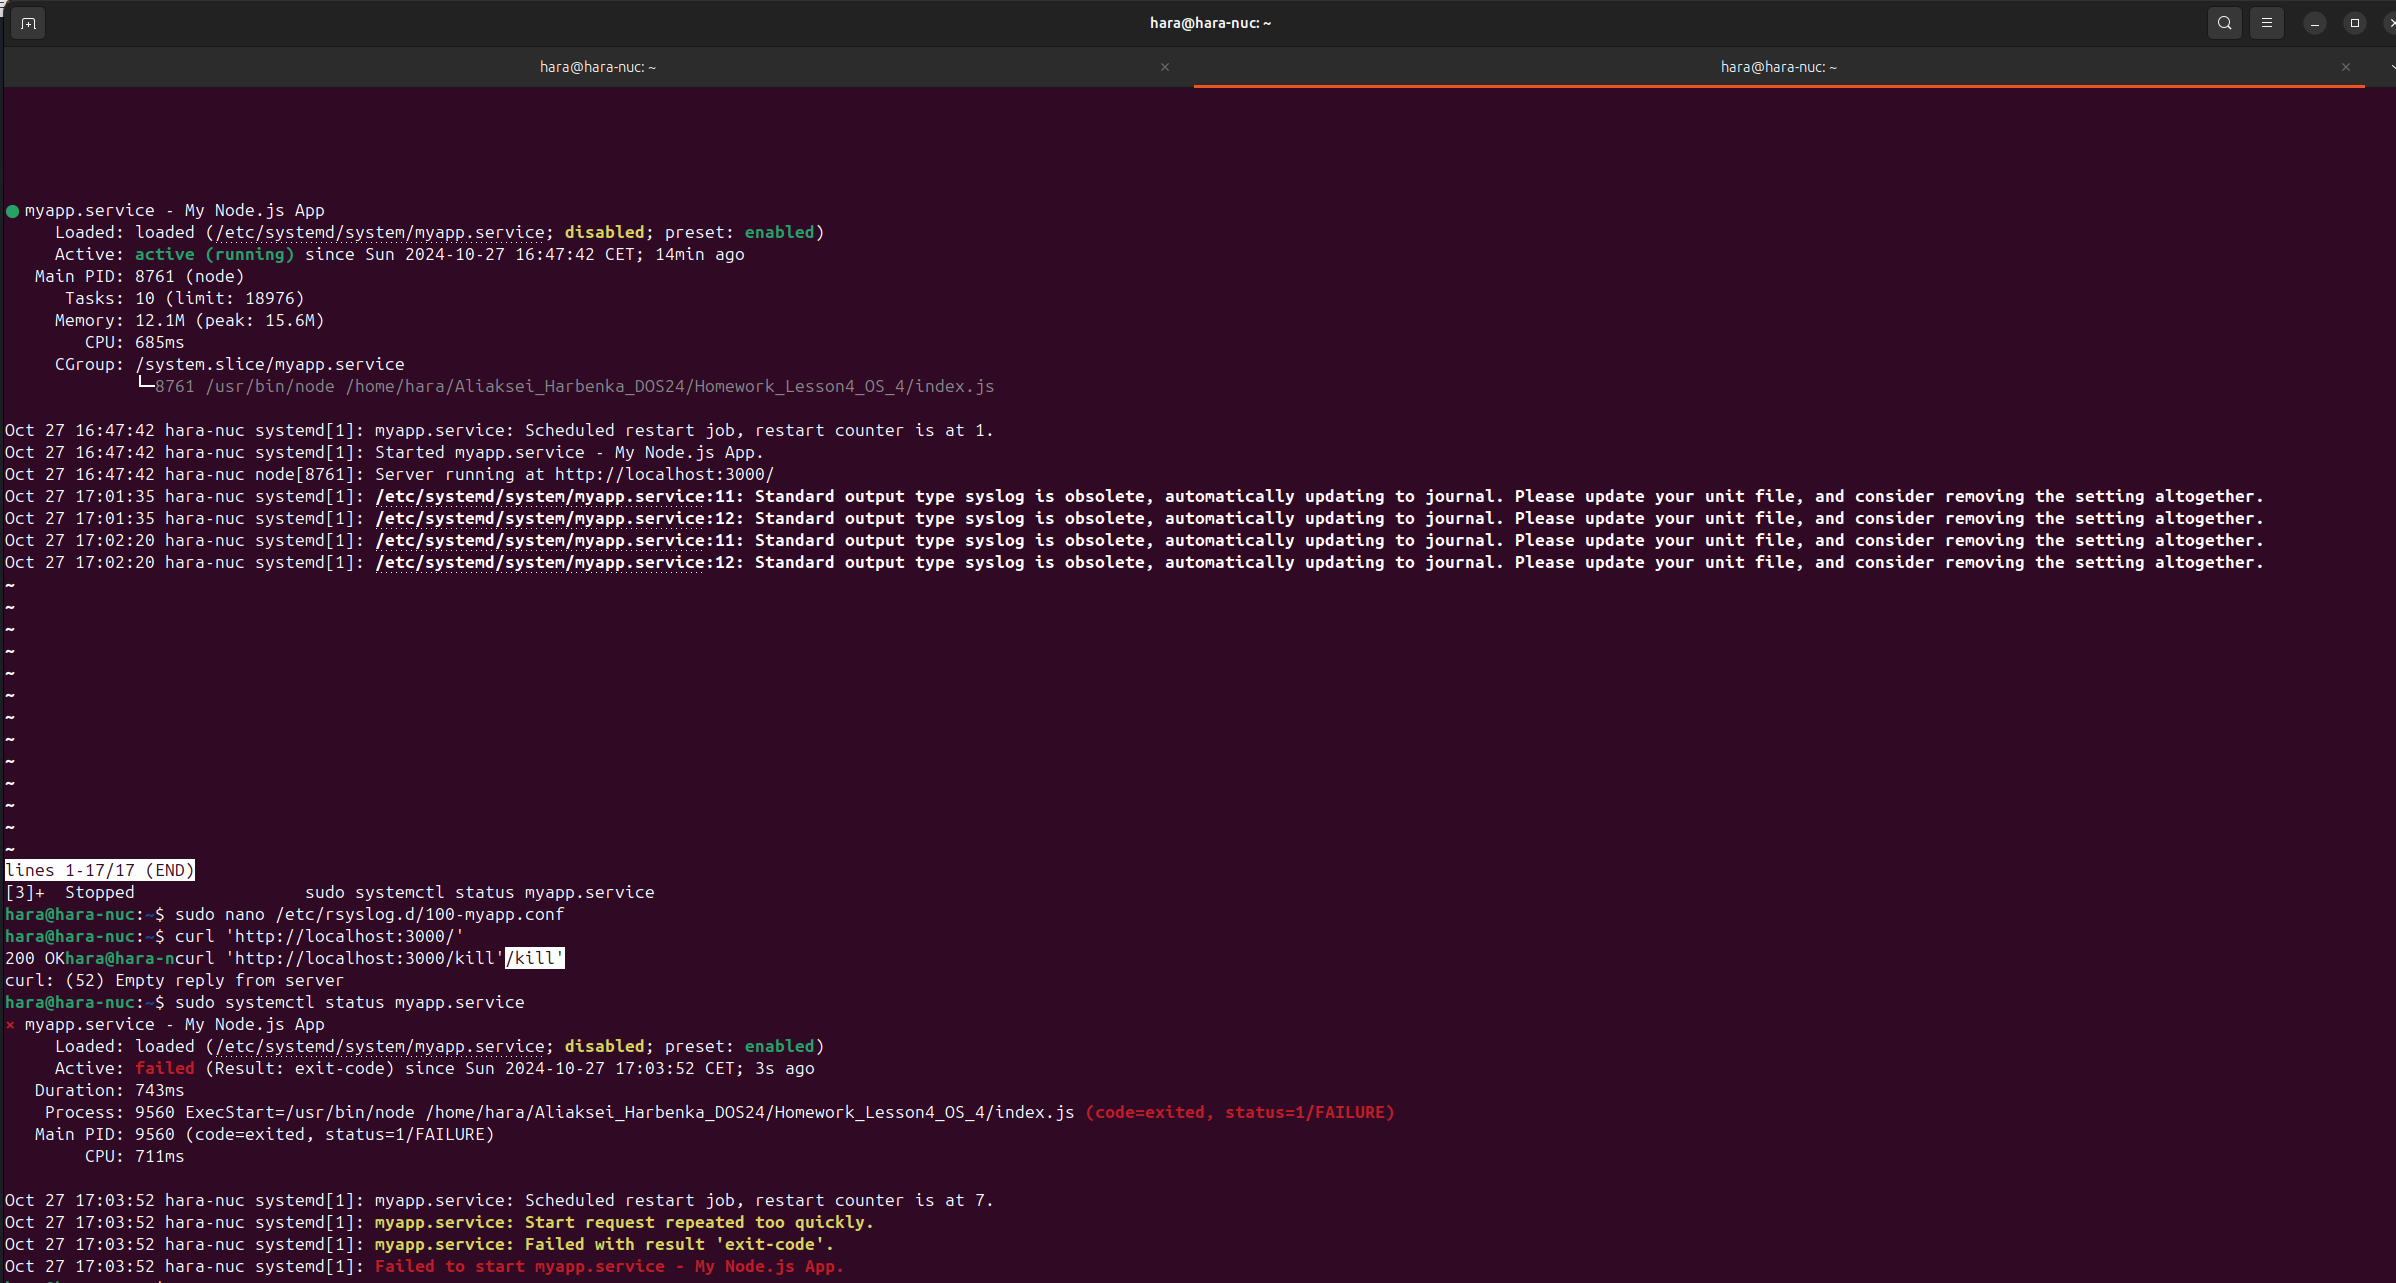 hara@hara-nuc: ~
hara@hara-nuc: ~
hara@hara-nuc: ~
● myapp.service - My Node.js App
     Loaded: loaded (/etc/systemd/system/myapp.service; disabled; preset: enabled)
     Active: active (running) since Sun 2024-10-27 16:47:42 CET; 14min ago
   Main PID: 8761 (node)
      Tasks: 10 (limit: 18976)
     Memory: 12.1M (peak: 15.6M)
        CPU: 685ms
     CGroup: /system.slice/myapp.service
             └─8761 /usr/bin/node /home/hara/Aliaksei_Harbenka_DOS24/Homework_Lesson4_OS_4/index.js
Oct 27 16:47:42 hara-nuc systemd[1]: myapp.service: Scheduled restart job, restart counter is at 1.
Oct 27 16:47:42 hara-nuc systemd[1]: Started myapp.service - My Node.js App.
Oct 27 16:47:42 hara-nuc node[8761]: Server running at http://localhost:3000/
Oct 27 17:01:35 hara-nuc systemd[1]: /etc/systemd/system/myapp.service:11: Standard output type syslog is obsolete, automatically updating to journal. Please update your unit file, and consider removing the setting altogether.
Oct 27 17:01:35 hara-nuc systemd[1]: /etc/systemd/system/myapp.service:12: Standard output type syslog is obsolete, automatically updating to journal. Please update your unit file, and consider removing the setting altogether.
Oct 27 17:02:20 hara-nuc systemd[1]: /etc/systemd/system/myapp.service:11: Standard output type syslog is obsolete, automatically updating to journal. Please update your unit file, and consider removing the setting altogether.
Oct 27 17:02:20 hara-nuc systemd[1]: /etc/systemd/system/myapp.service:12: Standard output type syslog is obsolete, automatically updating to journal. Please update your unit file, and consider removing the setting altogether.
~
~
~
~
~
~
~
~
~
~
~
~
~
lines 1-17/17 (END)
[3]+  Stopped                 sudo systemctl status myapp.service
hara@hara-nuc:~$ sudo nano /etc/rsyslog.d/100-myapp.conf
hara@hara-nuc:~$ curl 'http://localhost:3000/'
200 OKhara@hara-ncurl 'http://localhost:3000/kill'/kill'
curl: (52) Empty reply from server
hara@hara-nuc:~$ sudo systemctl status myapp.service
× myapp.service - My Node.js App
     Loaded: loaded (/etc/systemd/system/myapp.service; disabled; preset: enabled)
     Active: failed (Result: exit-code) since Sun 2024-10-27 17:03:52 CET; 3s ago
   Duration: 743ms
    Process: 9560 ExecStart=/usr/bin/node /home/hara/Aliaksei_Harbenka_DOS24/Homework_Lesson4_OS_4/index.js (code=exited, status=1/FAILURE)
   Main PID: 9560 (code=exited, status=1/FAILURE)
        CPU: 711ms
Oct 27 17:03:52 hara-nuc systemd[1]: myapp.service: Scheduled restart job, restart counter is at 7.
Oct 27 17:03:52 hara-nuc systemd[1]: myapp.service: Start request repeated too quickly.
Oct 27 17:03:52 hara-nuc systemd[1]: myapp.service: Failed with result 'exit-code'.
Oct 27 17:03:52 hara-nuc systemd[1]: Failed to start myapp.service - My Node.js App.